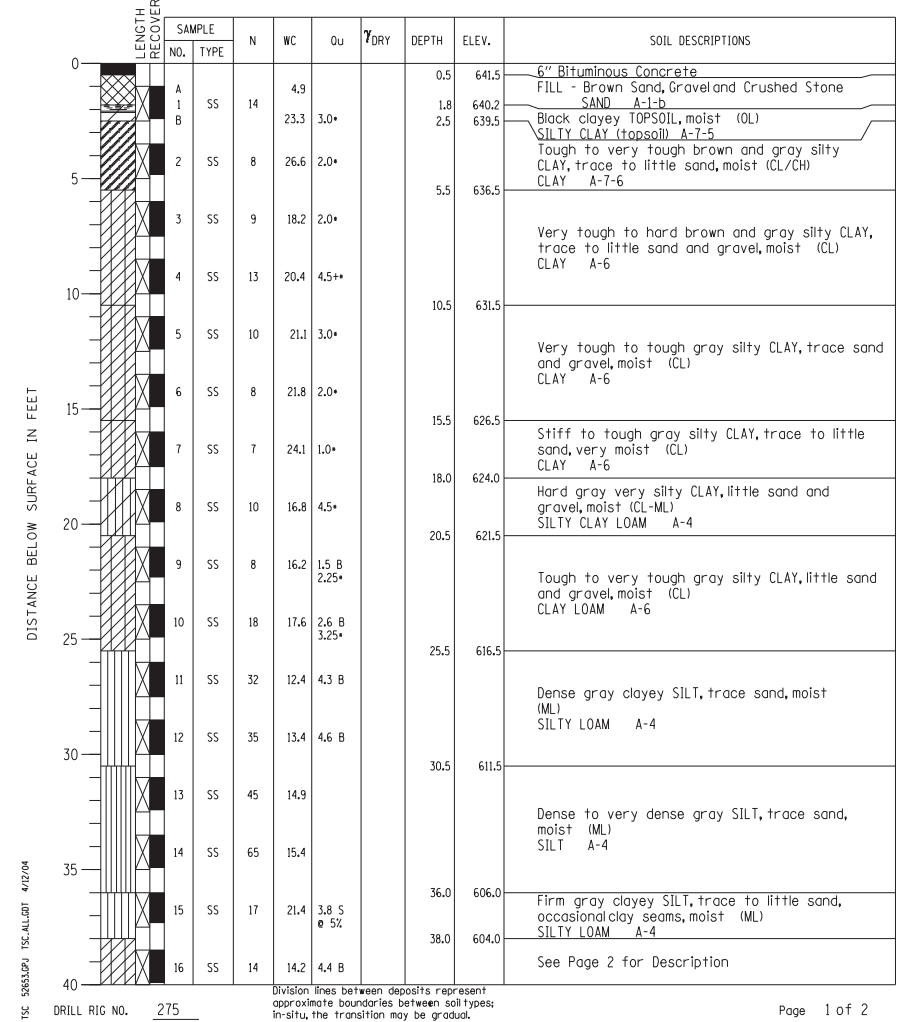 LENGTH
RECOVERY
SAMPLE
NO. TYPE N WC Qu γDRY DEPTH ELEV. SOIL DESCRIPTIONS
0
0.5 641.5 6" Bituminous Concrete
A 4.9 FILL - Brown Sand, Gravel and Crushed Stone
1 SS 14 1.8 640.2 SAND A-1-b
B 23.3 3.0* 2.5 639.5 Black clayey TOPSOIL, moist (OL)
SILTY CLAY (topsoil) A-7-5
2 SS 8 26.6 2.0* Tough to very tough brown and gray silty
CLAY, trace to little sand, moist (CL/CH)
CLAY A-7-6
5
5.5 636.5
3 SS 9 18.2 2.0* Very tough to hard brown and gray silty CLAY,
trace to little sand and gravel, moist (CL)
CLAY A-6
4 SS 13 20.4 4.5+*
10
10.5 631.5
5 SS 10 21.1 3.0* Very tough to tough gray silty CLAY, trace sand
and gravel, moist (CL)
CLAY A-6
6 SS 8 21.8 2.0*
15
15.5 626.5
7 SS 7 24.1 1.0* Stiff to tough gray silty CLAY, trace to little
sand, very moist (CL)
CLAY A-6
18.0 624.0
8 SS 10 16.8 4.5* Hard gray very silty CLAY, little sand and
gravel, moist (CL-ML)
SILTY CLAY LOAM A-4
20
20.5 621.5
9 SS 8 16.2 1.5 B
2.25*
Tough to very tough gray silty CLAY, little sand
and gravel, moist (CL)
CLAY LOAM A-6
10 SS 18 17.6 2.6 B
3.25*
25
25.5 616.5
11 SS 32 12.4 4.3 B
Dense gray clayey SILT, trace sand, moist
(ML)
SILTY LOAM A-4
12 SS 35 13.4 4.6 B
30
30.5 611.5
13 SS 45 14.9
Dense to very dense gray SILT, trace sand,
moist (ML)
SILT A-4
14 SS 65 15.4
35
36.0 606.0
15 SS 17 21.4 3.8 S
@ 5%
Firm gray clayey SILT, trace to little sand,
occasional clay seams, moist (ML)
SILTY LOAM A-4
38.0 604.0
16 SS 14 14.2 4.4 B See Page 2 for Description
40
DISTANCE BELOW SURFACE IN FEET
TSC 52653.GPJ TSC_ALL.GDT 4/12/04
DRILL RIG NO. 275
Division lines between deposits represent
approximate boundaries between soil types;
in-situ, the transition may be gradual.
Page 1 of 2